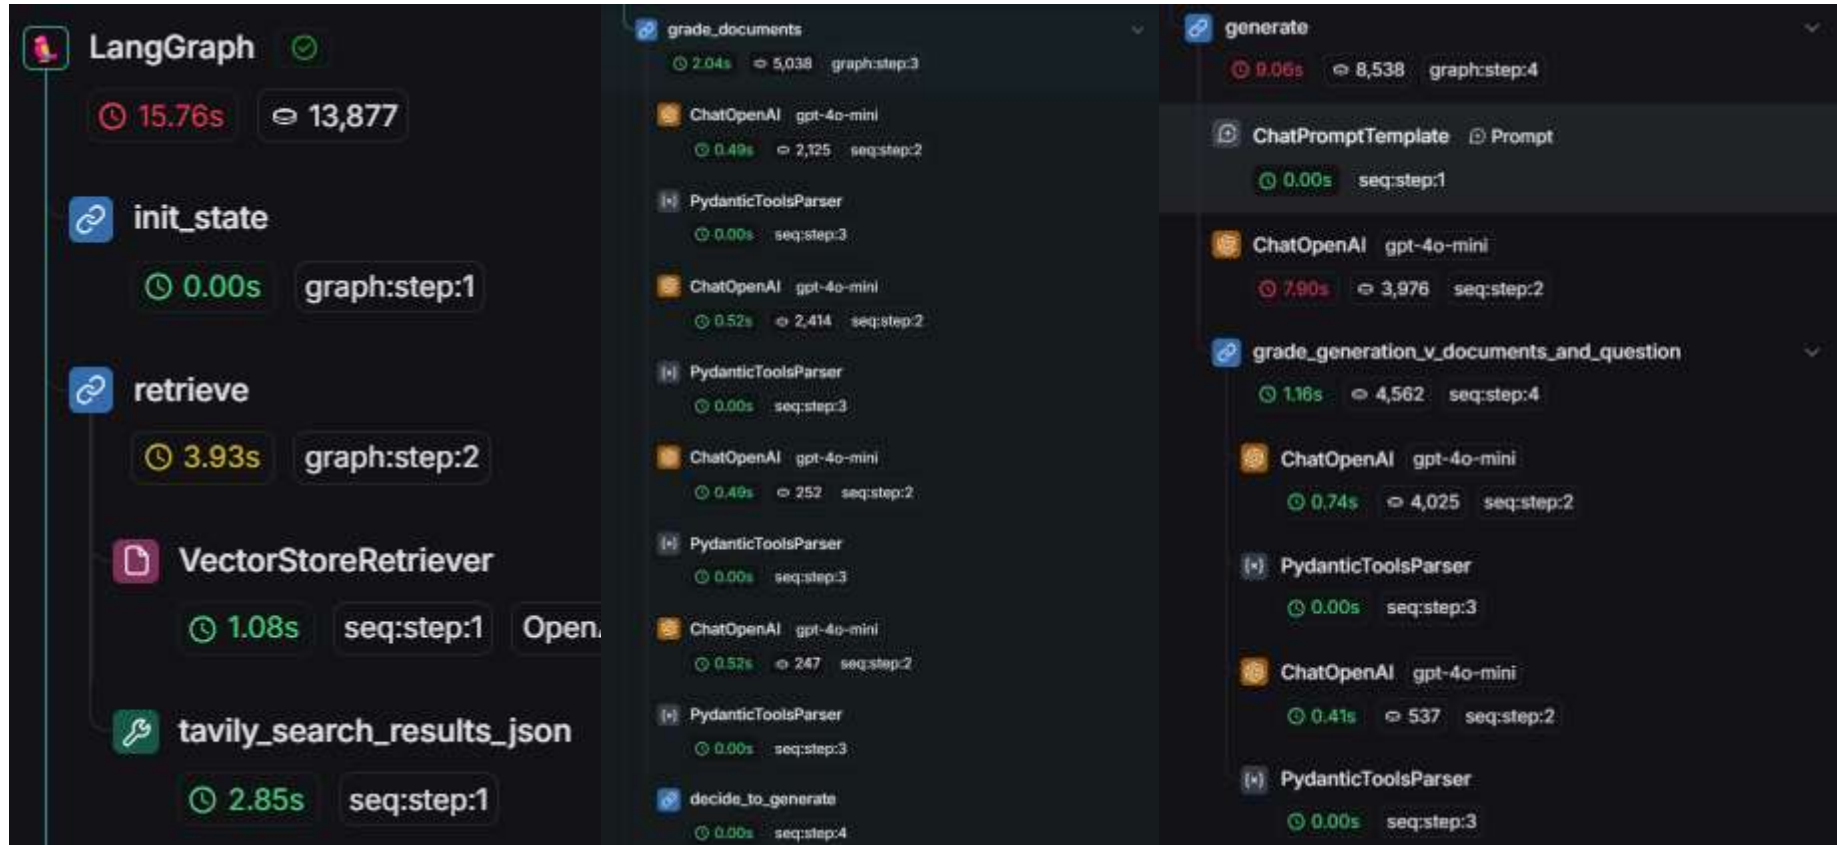 LangGraph
15.76s 13,877
init_state
0.00s graph:step:1
retrieve
3.93s graph:step:2
VectorStoreRetriever
1.08s seq:step:1 Open
tavily_search_results_json
2.85s seq:step:1
grade_documents
2.04s 5,038 graph:step:3
ChatOpenAI gpt-4o-mini
0.49s 2,125 seq:step:2
PydanticToolsParser
0.00s seq:step:3
ChatOpenAI gpt-4o-mini
0.52s 2,414 seq:step:2
PydanticToolsParser
0.00s seq:step:3
ChatOpenAI gpt-4o-mini
0.49s 252 seq:step:2
PydanticToolsParser
0.00s seq:step:3
ChatOpenAI gpt-4o-mini
0.52s 247 seq:step:2
PydanticToolsParser
0.00s seq:step:3
decide_to_generate
0.00s seq:step:4
generate
9.06s 8,538 graph:step:4
ChatPromptTemplate Prompt
0.00s seq:step:1
ChatOpenAI gpt-4o-mini
7.90s 3,976 seq:step:2
grade_generation_v_documents_and_question
1.16s 4,562 seq:step:4
ChatOpenAI gpt-4o-mini
0.74s 4,025 seq:step:2
PydanticToolsParser
0.00s seq:step:3
ChatOpenAI gpt-4o-mini
0.41s 537 seq:step:2
PydanticToolsParser
0.00s seq:step:3